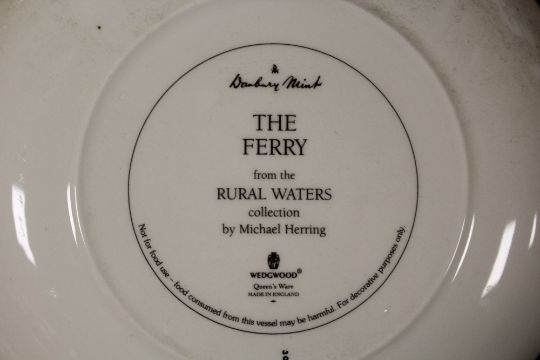 Danbury Mint
THE
FERRY
from the
RURAL WATERS
collection
by Michael Herring
WEDGWOOD®
Queen's Ware
MADE IN ENGLAND
Not for food use – food consumed from this vessel may be harmful. For decorative purposes only.